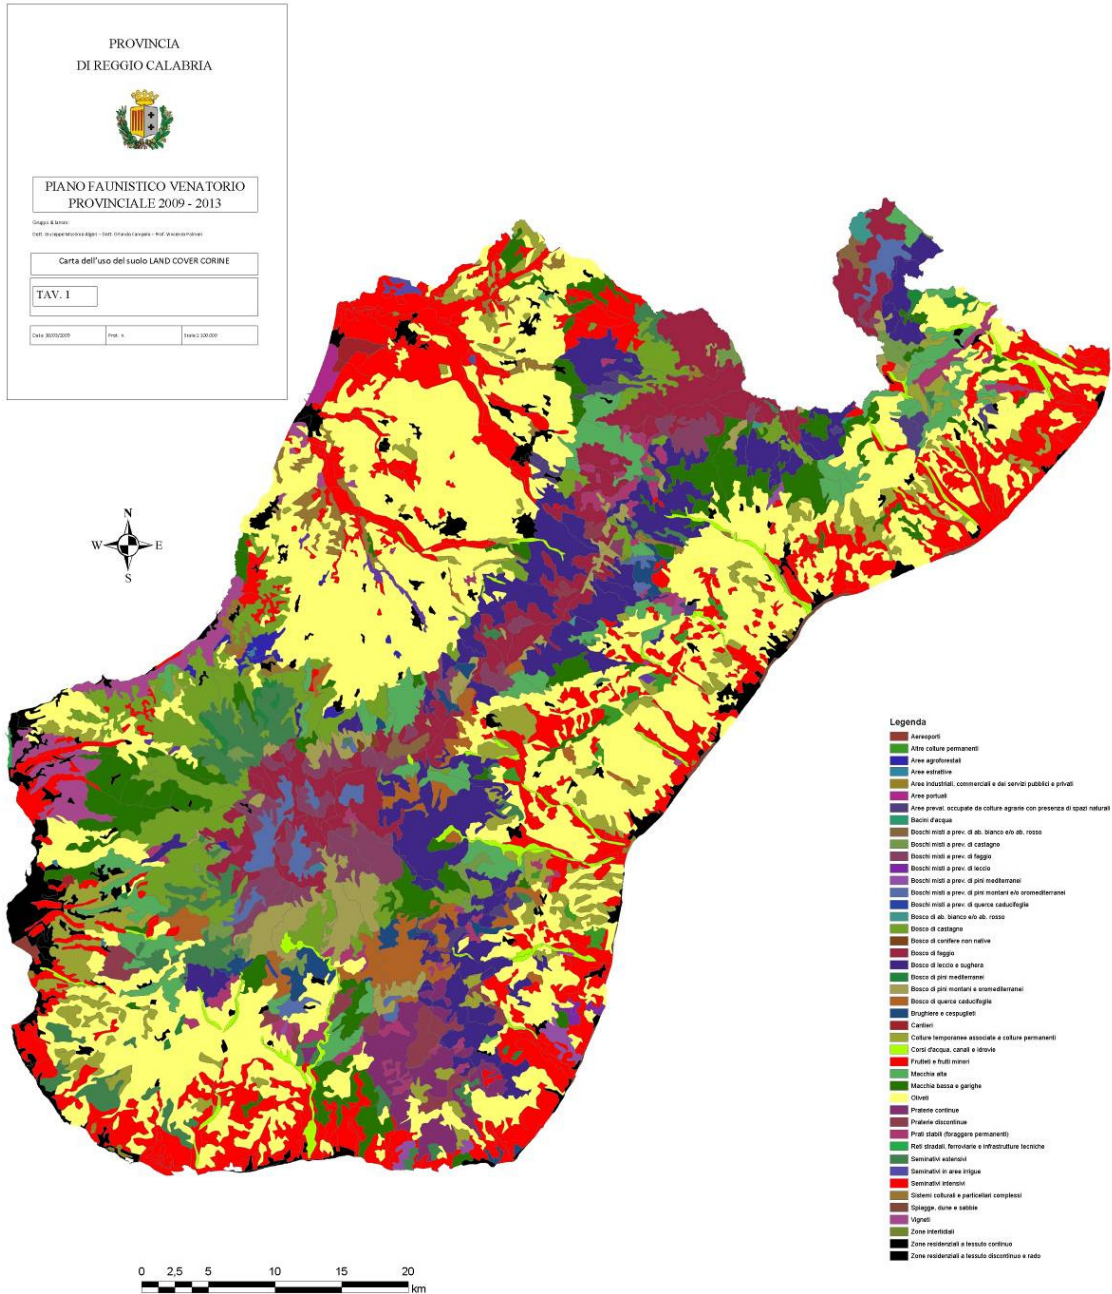 PROVINCIA
DI REGGIO CALABRIA
PIANO FAUNISTICO VENATORIO
PROVINCIALE 2009 - 2013
Gruppo di lavoro:
Carta dell'uso del suolo LAND COVER CORINE
TAV. 1
Prot. n
N
W E
S
Legenda
Aereoporti
Altre colture permanenti
Aree agroforestali
Aree estrattive
Aree industriali, commerciali e dei servizi pubblici e privati
Aree portuali
Aree preval. occupate da colture agrarie con presenza di spazi naturali
Bacini d'acqua
Boschi misti a prev. di ab. bianco e/o ab. rosso
Boschi misti a prev. di castagno
Boschi misti a prev. di faggio
Boschi misti a prev. di leccio
Boschi misti a prev. di pini mediterranei
Boschi misti a prev. di pini montani e/o oromediterranei
Boschi misti a prev. di querce caducifoglie
Bosco di ab. bianco e/o ab. rosso
Bosco di castagno
Bosco di conifere non native
Bosco di faggio
Bosco di leccio e sughera
Bosco di pini mediterranei
Bosco di pini montani e oromediterranei
Bosco di querce caducifoglie
Brughiere e cespuglieti
Cantieri
Colture temporanee associate a colture permanenti
Corsi d'acqua, canali e idrovie
Frutteti e frutti minori
Macchia alta
Macchia bassa e garighe
Oliveti
Praterie continue
Praterie discontinue
Prati stabili (foraggere permanenti)
Reti stradali, ferroviarie e infrastrutture tecniche
Seminativi estensivi
Seminativi in aree irrigue
Seminativi intensivi
Sistemi colturali e particellari complessi
Spiagge, dune e sabbie
Vigneti
Zone intertidiali
Zone residenziali a tessuto continuo
Zone residenziali a tessuto discontinuo e rado
0 2,5 5 10 15 20
km